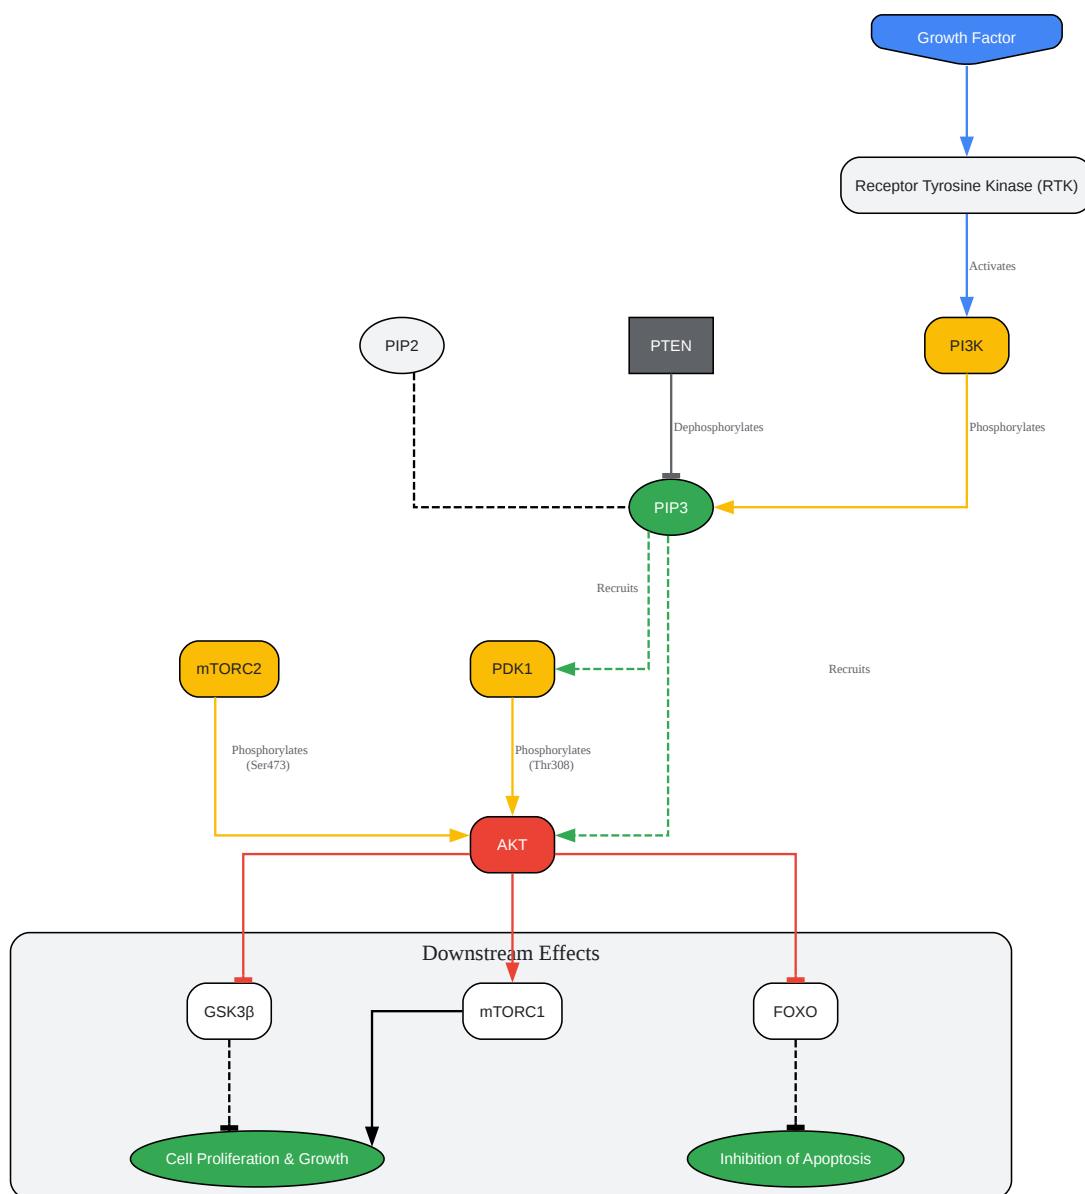 Growth Factor
Receptor Tyrosine Kinase (RTK)
Activates
PIP2
PTEN
PI3K
Dephosphorylates
Phosphorylates
PIP3
Recruits
mTORC2
PDK1
Recruits
Phosphorylates
(Ser473)
Phosphorylates
(Thr308)
AKT
Downstream Effects
GSK3β
mTORC1
FOXO
Cell Proliferation & Growth
Inhibition of Apoptosis